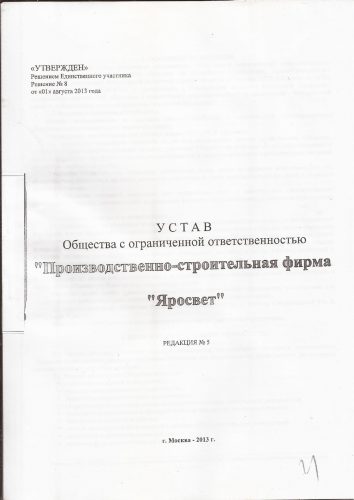 «УТВЕРЖДЕН»
Решением Единственного участника
Решение № 8
от «01» августа 2013 года
УСТАВ
Общества с ограниченной ответственностью
"Производственно-строительная фирма
"Яросвет"
РЕДАКЦИЯ № 5
г. Москва - 2013 г.